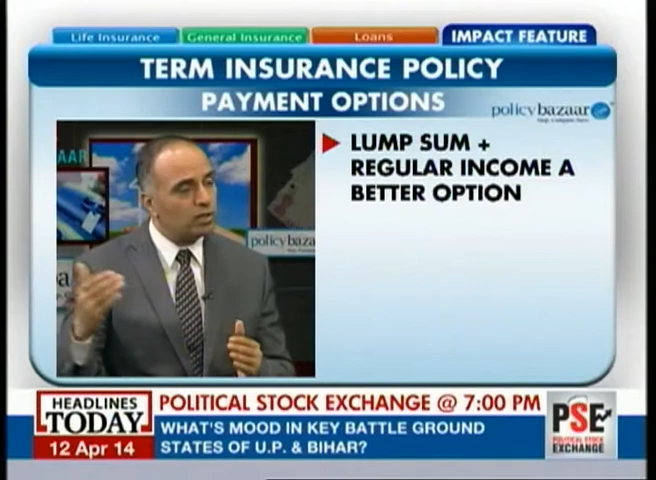 Life Insurance
General Insurance
Loans
IMPACT FEATURE
TERM INSURANCE POLICY
PAYMENT OPTIONS
policybazaar
LUMP SUM +
REGULAR INCOME A
BETTER OPTION
AAR
policybaza
a
HEADLINES
TODAY
12 Apr 14
POLITICAL STOCK EXCHANGE @ 7:00 PM
WHAT'S MOOD IN KEY BATTLE GROUND
STATES OF U.P. & BIHAR?
PSE
POLITICAL STOCK
EXCHANGE